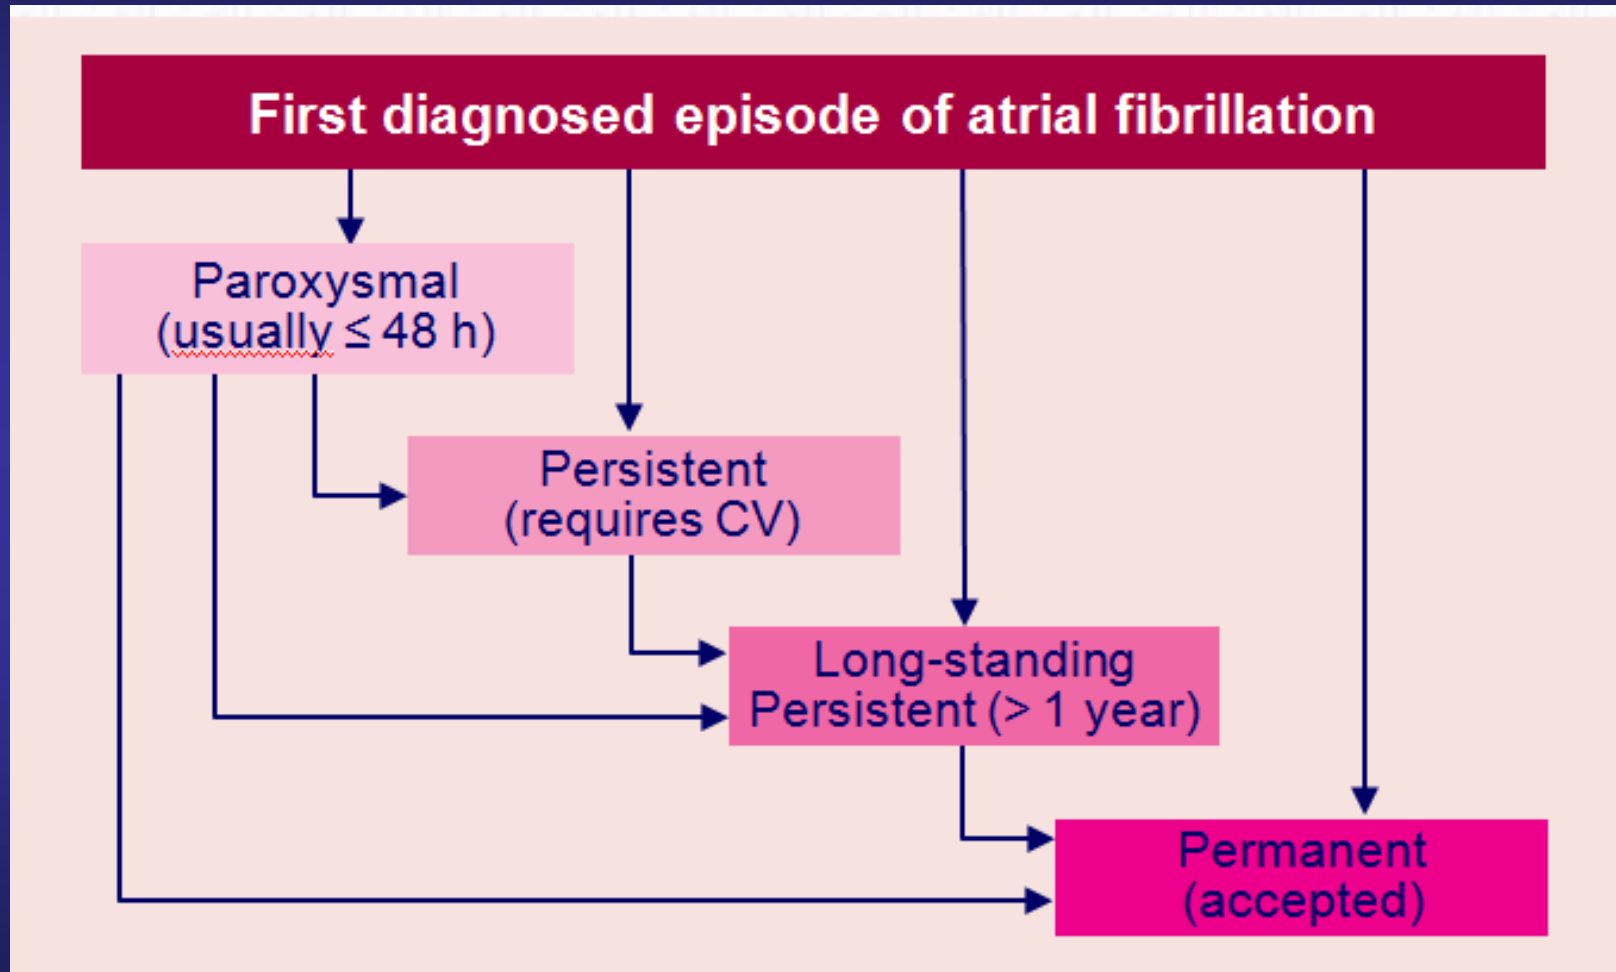 First diagnosed episode of atrial fibrillation
Paroxysmal
(usually ≤ 48 h)
Persistent
(requires CV)
Long-standing
Persistent (> 1 year)
Permanent
(accepted)